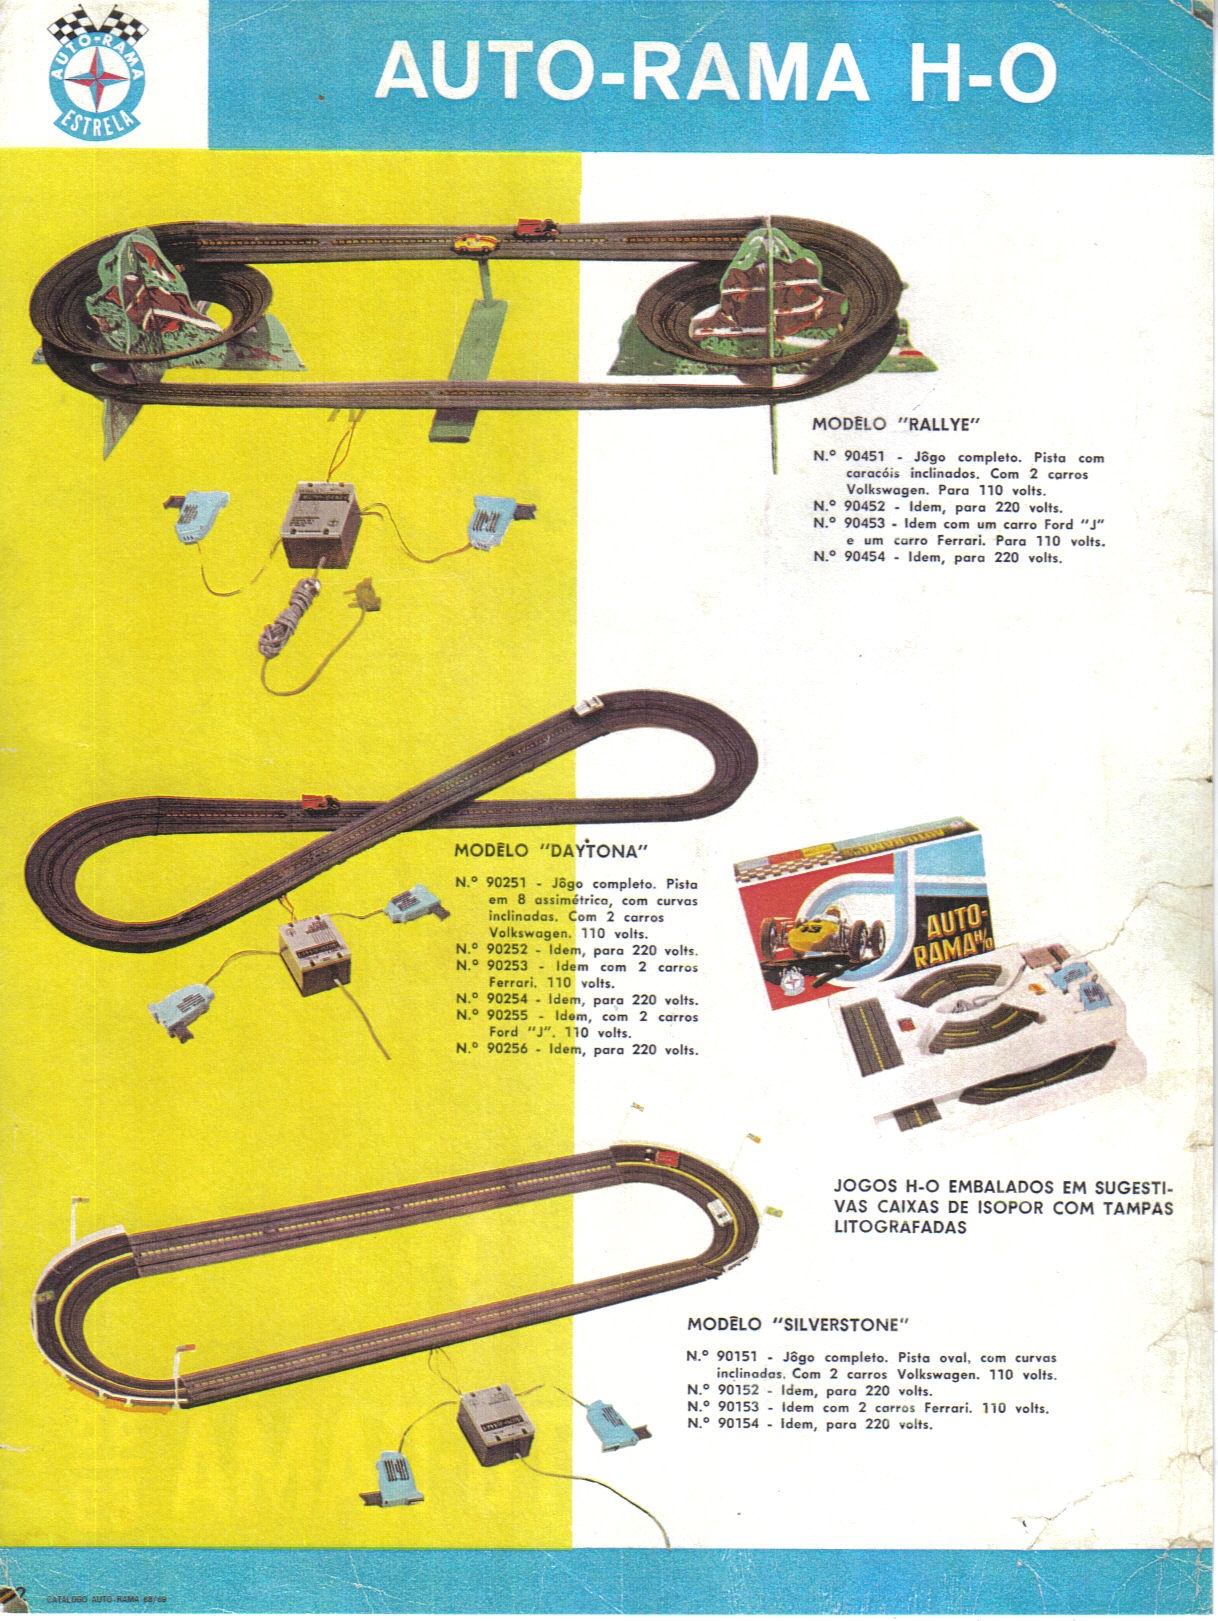 AUTO-RAMA
ESTRELA
AUTO-RAMA H-O
MODÊLO "RALLYE"
N.º 90451 - Jôgo completo. Pista com
caracóis inclinados. Com 2 carros
Volkswagen. Para 110 volts.
N.º 90452 - Idem, para 220 volts.
N.º 90453 - Idem com um carro Ford "J"
e um carro Ferrari. Para 110 volts.
N.º 90454 - Idem, para 220 volts.
MODÊLO "DAYTONA"
N.º 90251 - Jôgo completo. Pista
em 8 assimétrica, com curvas
inclinadas. Com 2 carros
Volkswagen. 110 volts.
N.º 90252 - Idem, para 220 volts.
N.º 90253 - Idem com 2 carros
Ferrari. 110 volts.
N.º 90254 - Idem, para 220 volts.
N.º 90255 - Idem, com 2 carros
Ford "J". 110 volts.
N.º 90256 - Idem, para 220 volts.
AUTORAMA
AUTO-
RAMA H/O
JOGOS H-O EMBALADOS EM SUGESTI-
VAS CAIXAS DE ISOPOR COM TAMPAS
LITOGRAFADAS
MODÊLO "SILVERSTONE"
N.º 90151 - Jôgo completo. Pista oval, com curvas
inclinadas. Com 2 carros Volkswagen. 110 volts.
N.º 90152 - Idem, para 220 volts.
N.º 90153 - Idem com 2 carros Ferrari. 110 volts.
N.º 90154 - Idem, para 220 volts.
2
CATÁLOGO AUTO-RAMA 68/69